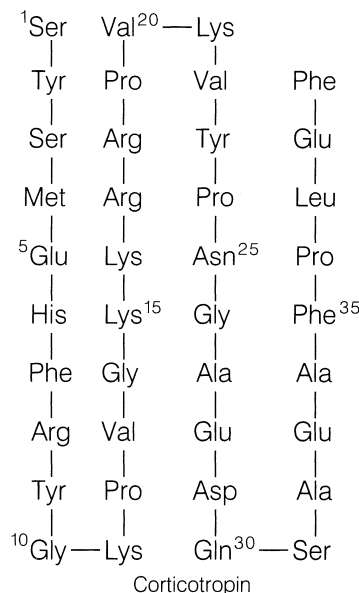 ¹Ser Val²⁰ Lys
Tyr Pro Val Phe
Ser Arg Tyr Glu
Met Arg Pro Leu
⁵Glu Lys Asn²⁵ Pro
His Lys¹⁵ Gly Phe³⁵
Phe Gly Ala Ala
Arg Val Glu Glu
Tyr Pro Asp Ala
¹⁰Gly Lys Gln³⁰ Ser
Corticotropin